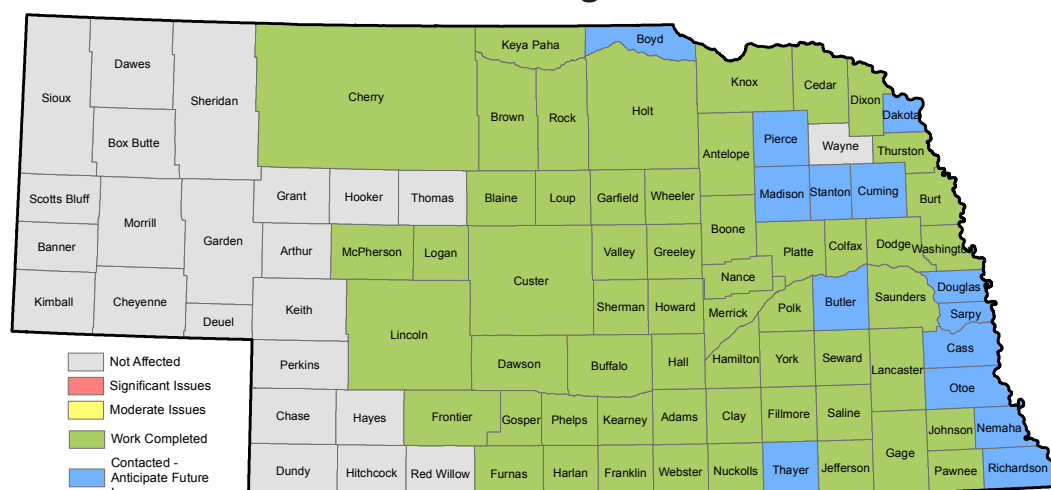 Sioux
Dawes
Sheridan
Box Butte
Cherry
Keya Paha
Boyd
Brown
Rock
Holt
Knox
Cedar
Dixon
Dakota
Antelope
Pierce
Wayne
Thurston
Scotts Bluff
Morrill
Garden
Grant
Hooker
Thomas
Blaine
Loup
Garfield
Wheeler
Madison
Stanton
Cuming
Burt
Banner
Arthur
McPherson
Logan
Custer
Valley
Greeley
Boone
Platte
Colfax
Dodge
Washington
Kimball
Cheyenne
Deuel
Keith
Lincoln
Sherman
Howard
Nance
Merrick
Polk
Butler
Saunders
Douglas
Sarpy
Perkins
Dawson
Buffalo
Hall
Hamilton
York
Seward
Lancaster
Cass
Otoe
Chase
Hayes
Frontier
Gosper
Phelps
Kearney
Adams
Clay
Fillmore
Saline
Johnson
Nemaha
Dundy
Hitchcock
Red Willow
Furnas
Harlan
Franklin
Webster
Nuckolls
Thayer
Jefferson
Gage
Pawnee
Richardson
Not Affected
Significant Issues
Moderate Issues
Work Completed
Contacted -
Anticipate Future